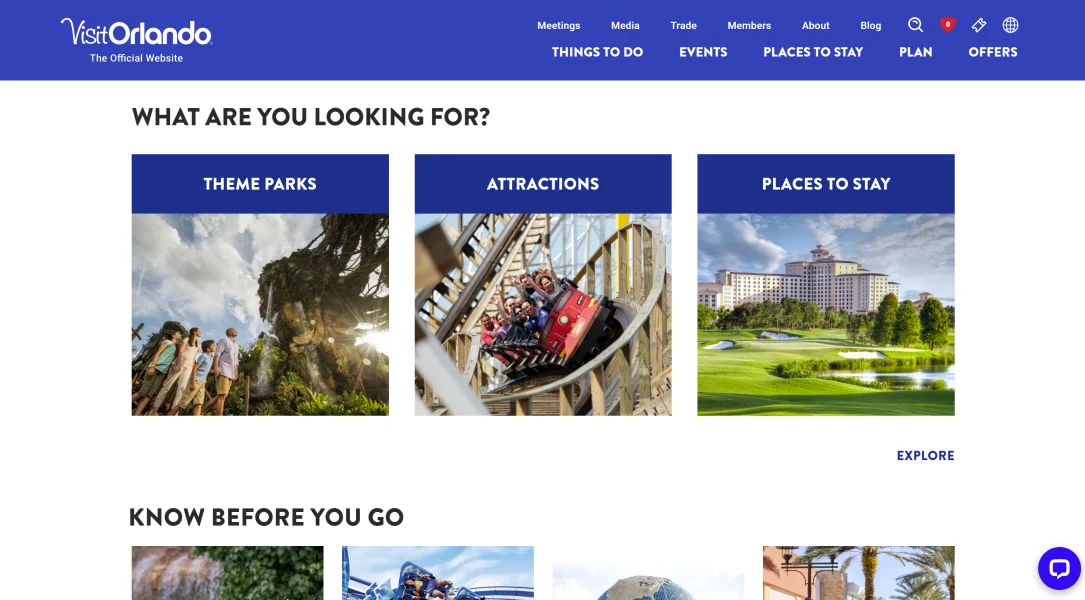 VisitOrlando
The Official Website
Meetings Media Trade Members About Blog 0
THINGS TO DO EVENTS PLACES TO STAY PLAN OFFERS
WHAT ARE YOU LOOKING FOR?
THEME PARKS
ATTRACTIONS
PLACES TO STAY
EXPLORE
KNOW BEFORE YOU GO